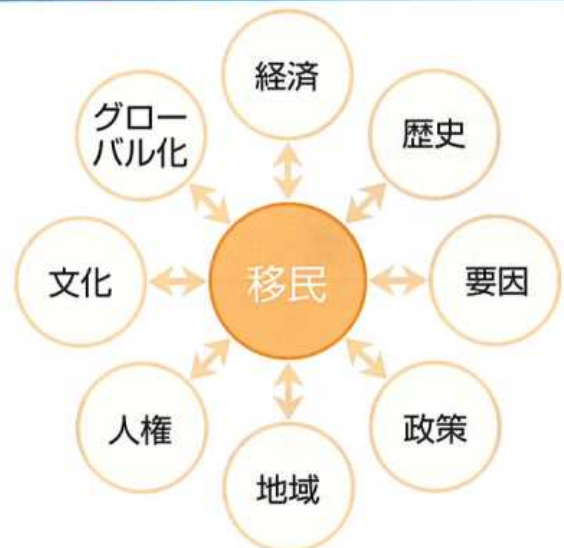 経済
グロー
バル化
歴史
文化
移民
要因
人権
政策
地域